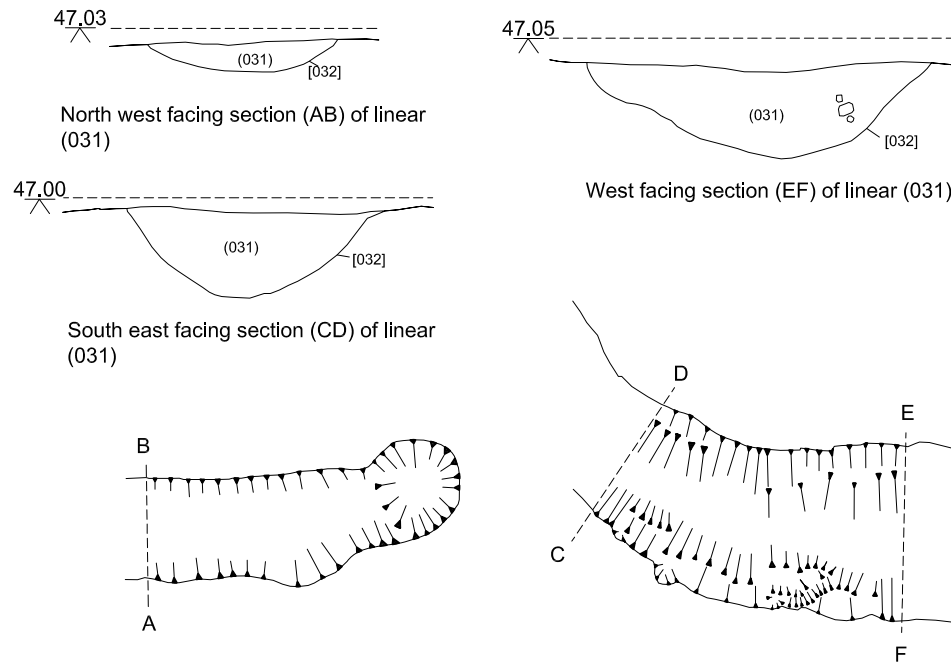 47.03
(031)
[032]
North west facing section (AB) of linear
(031)
47.05
(031)
[032]
West facing section (EF) of linear (031)
47.00
(031)
[032]
South east facing section (CD) of linear
(031)
B
A
D
E
C
F